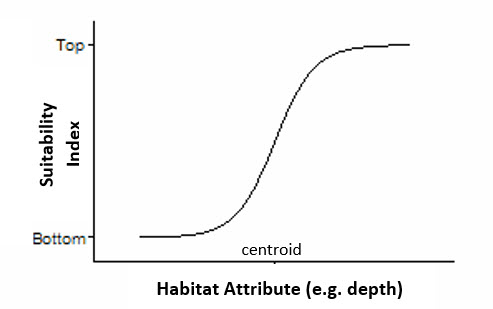 Top
Suitability
Index
Bottom
centroid
Habitat Attribute (e.g. depth)